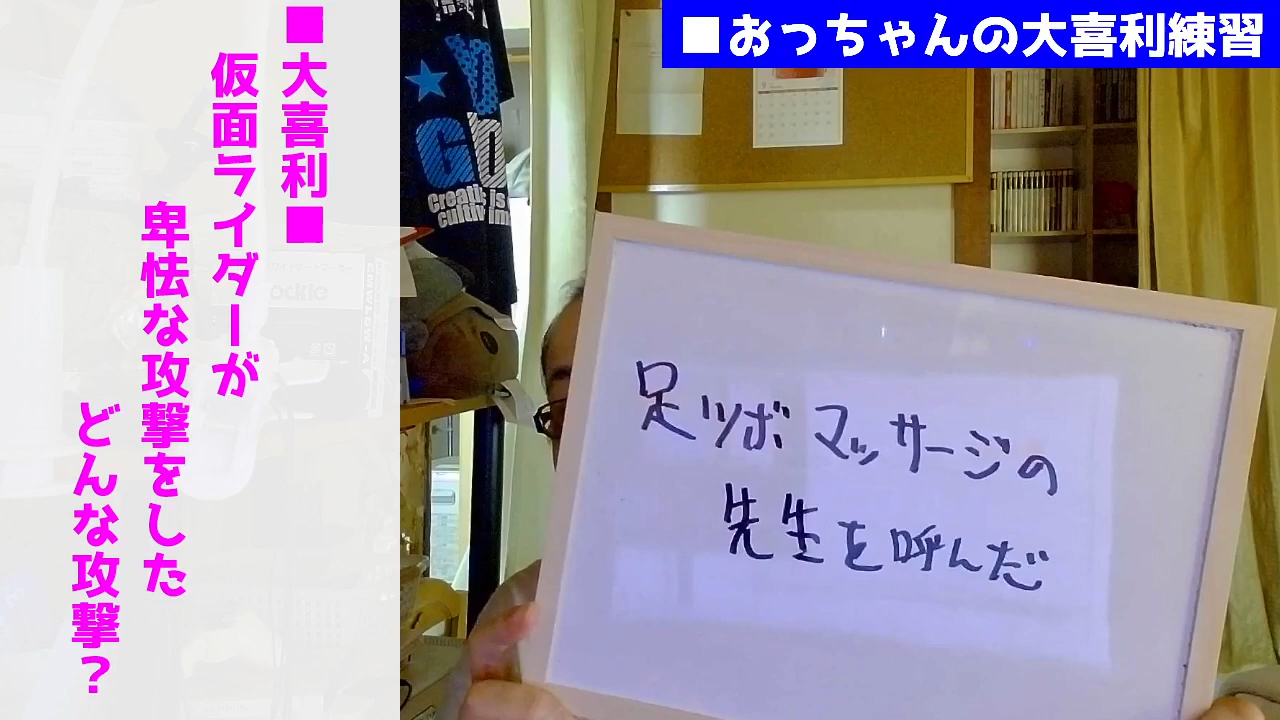 ■おっちゃんの大喜利練習
■大喜利■
仮面ライダーが
卑怯な攻撃をした
どんな攻撃？
足ツボマッサージの
先生を呼んだ
Creativ is